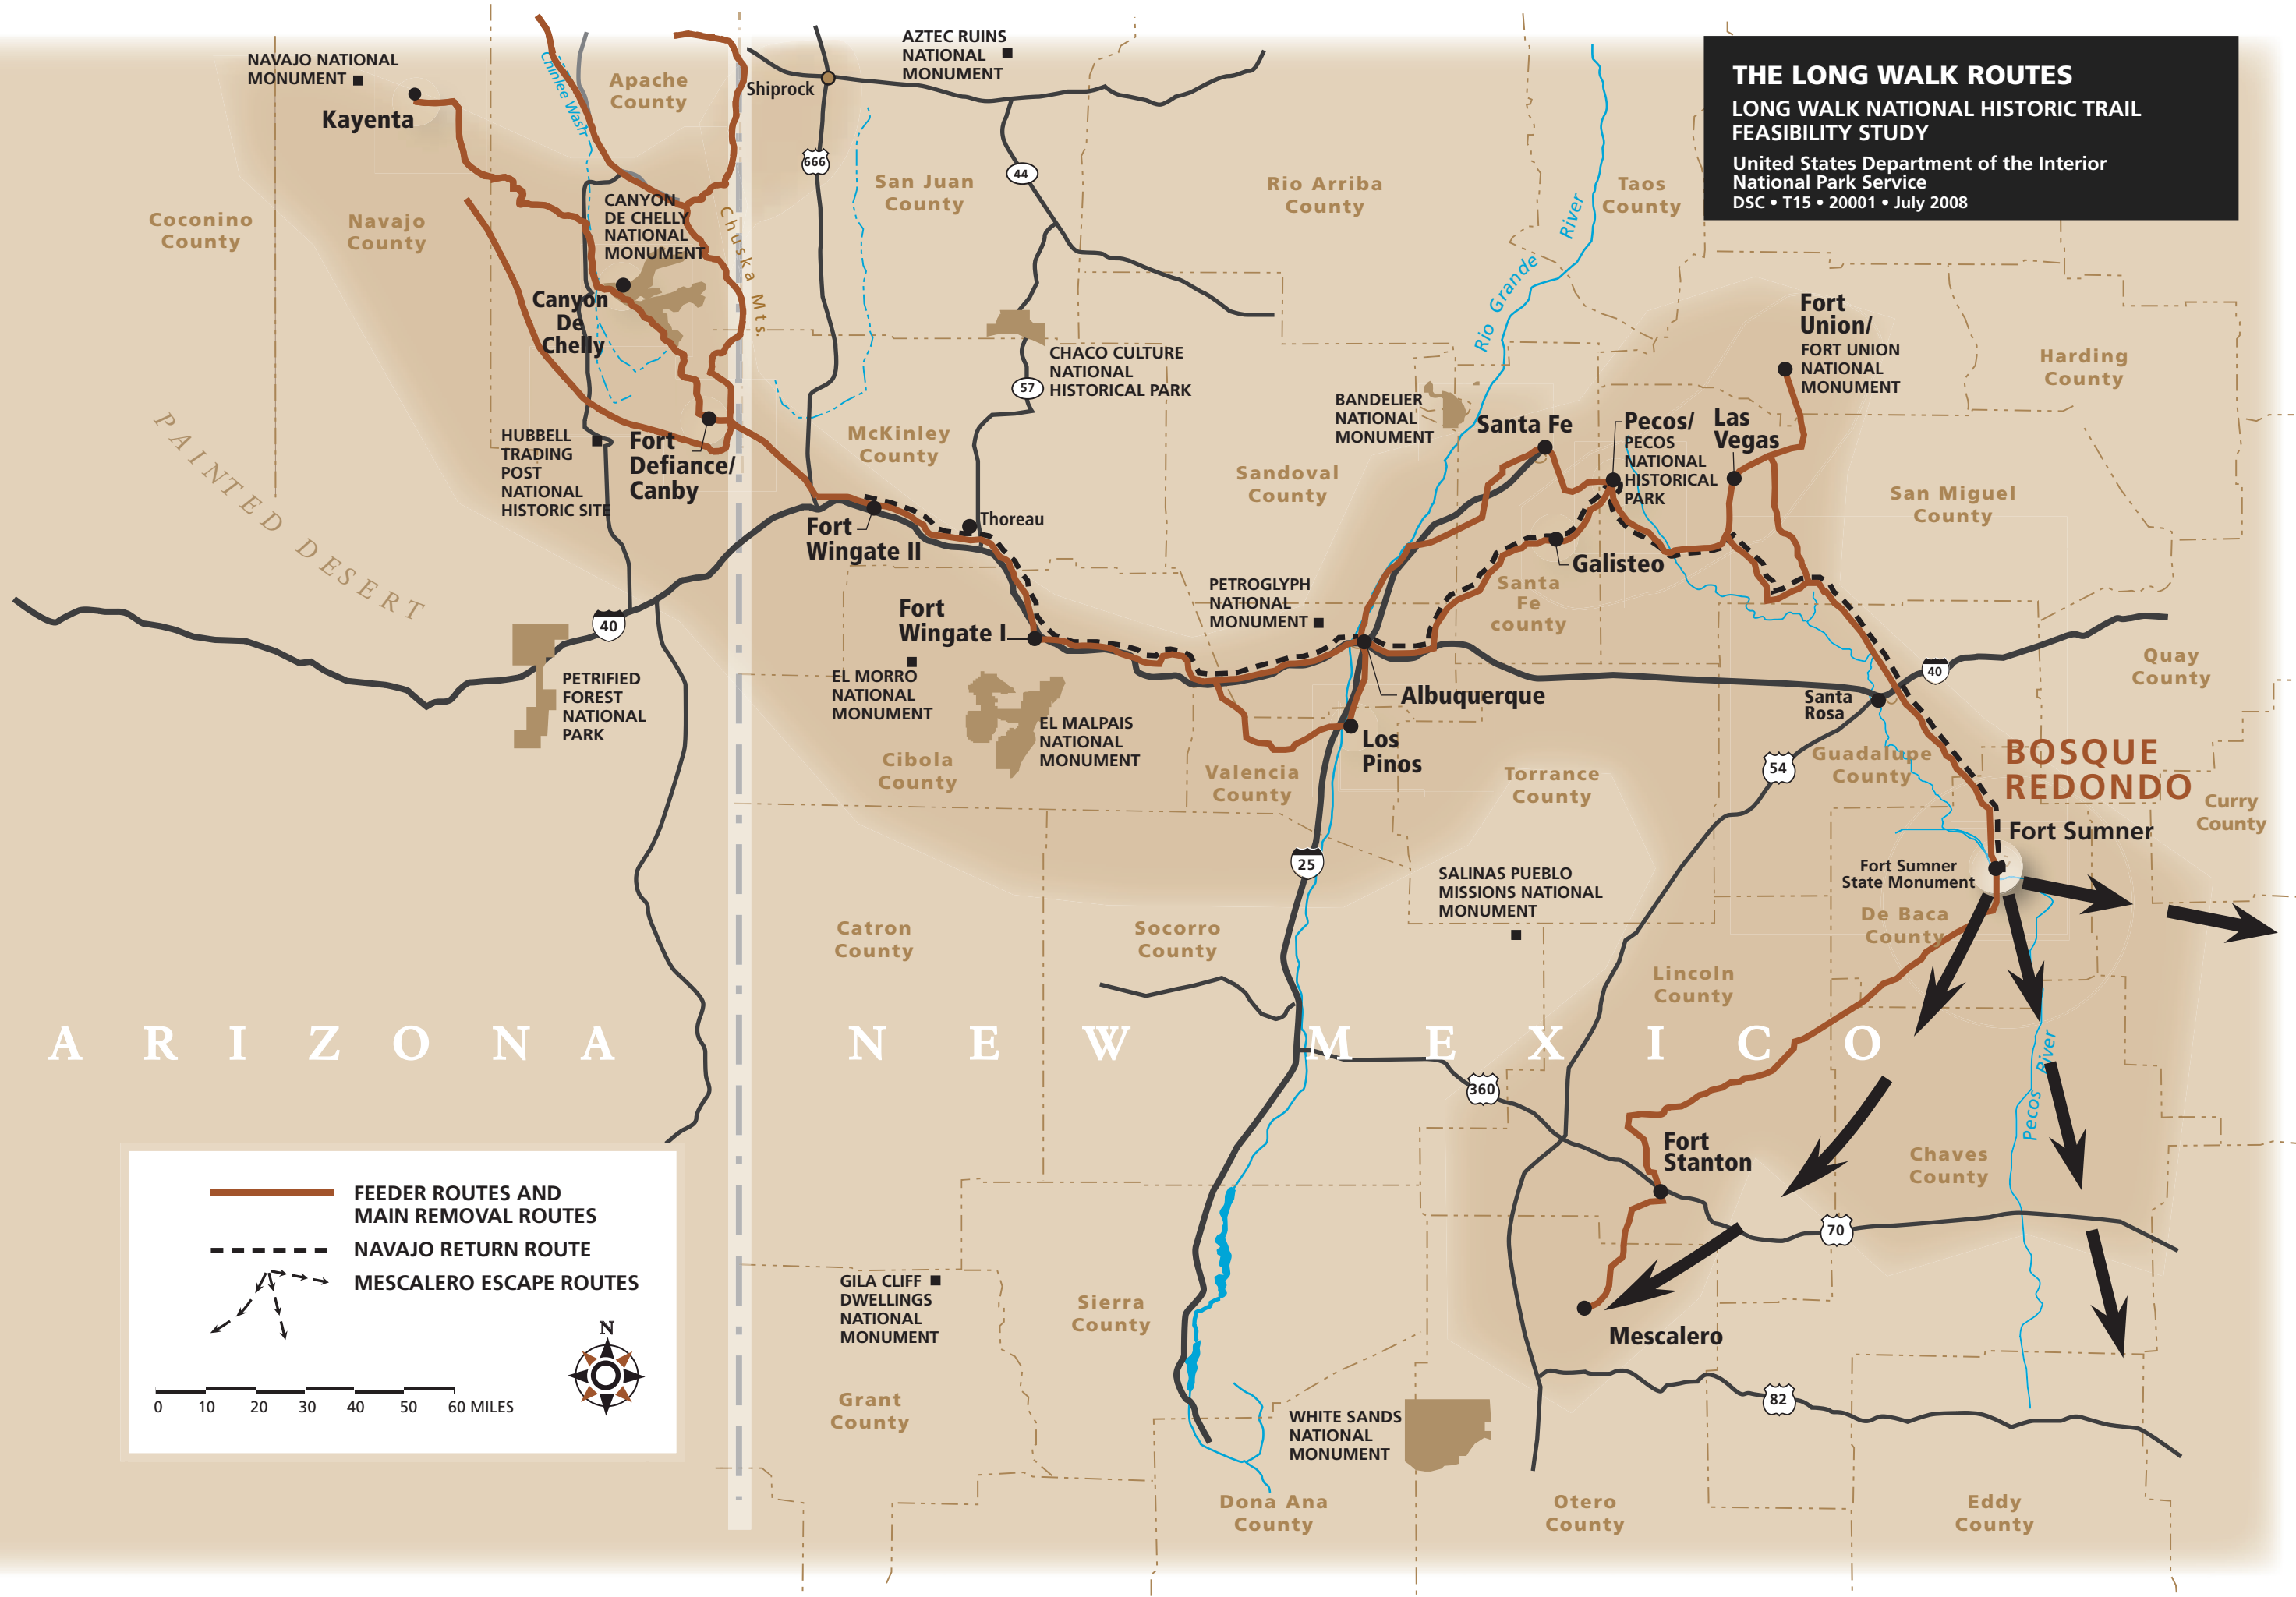 THE LONG WALK ROUTES
LONG WALK NATIONAL HISTORIC TRAIL
FEASIBILITY STUDY
United States Department of the Interior
National Park Service
DSC • T15 • 20001 • July 2008
NAVAJO NATIONAL
MONUMENT
Kayenta
Chinlee Wash
Apache
County
Shiprock
AZTEC RUINS
NATIONAL
MONUMENT
666
44
San Juan
County
Rio Arriba
County
Taos
County
Coconino
County
Navajo
County
CANYON
DE CHELLY
NATIONAL
MONUMENT
Chuska Mts.
Canyon
De
Chelly
Rio Grande
River
CHACO CULTURE
NATIONAL
HISTORICAL PARK
57
Fort
Union/
FORT UNION
NATIONAL
MONUMENT
Harding
County
BANDELIER
NATIONAL
MONUMENT
Santa Fe
Pecos/
PECOS
NATIONAL
HISTORICAL
PARK
Las
Vegas
PAINTED DESERT
HUBBELL
TRADING
POST
NATIONAL
HISTORIC SITE
Fort
Defiance/
Canby
McKinley
County
Sandoval
County
San Miguel
County
Fort
Wingate II
Thoreau
Galisteo
Santa
Fe
county
PETROGLYPH
NATIONAL
MONUMENT
Fort
Wingate I
40
PETRIFIED
FOREST
NATIONAL
PARK
EL MORRO
NATIONAL
MONUMENT
EL MALPAIS
NATIONAL
MONUMENT
Albuquerque
Los
Pinos
Santa
Rosa
40
Quay
County
Cibola
County
Valencia
County
Torrance
County
54
Guadalupe
County
BOSQUE
REDONDO
Curry
County
Fort Sumner
Fort Sumner
State Monument
25
SALINAS PUEBLO
MISSIONS NATIONAL
MONUMENT
De Baca
County
Catron
County
Socorro
County
Lincoln
County
ARIZONA
NEW MEXICO
360
Pecos
River
Fort
Stanton
Chaves
County
70
Mescalero
GILA CLIFF
DWELLINGS
NATIONAL
MONUMENT
Sierra
County
Grant
County
82
WHITE SANDS
NATIONAL
MONUMENT
Dona Ana
County
Otero
County
Eddy
County
FEEDER ROUTES AND
MAIN REMOVAL ROUTES
NAVAJO RETURN ROUTE
MESCALERO ESCAPE ROUTES
N
0 10 20 30 40 50 60 MILES